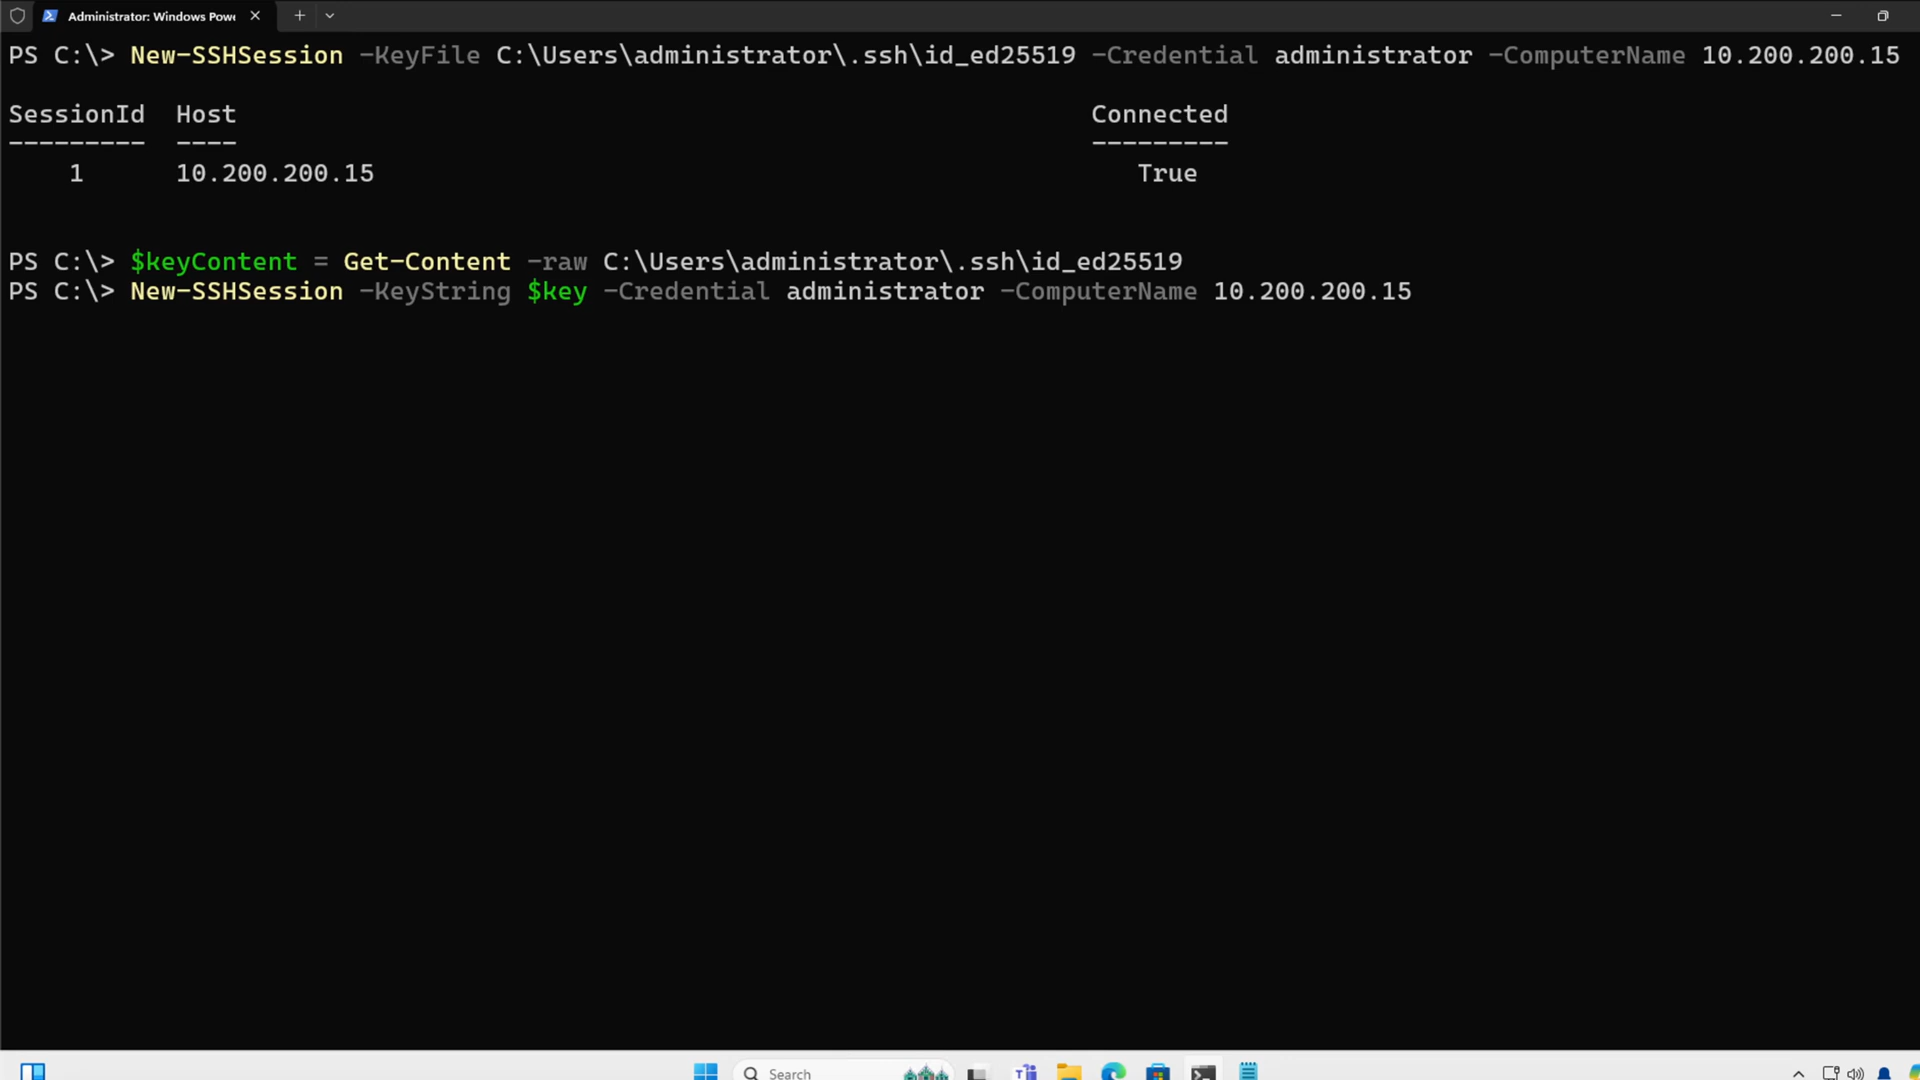 Administrator: Windows Powe
PS C:\> New-SSHSession -KeyFile C:\Users\administrator\.ssh\id_ed25519 -Credential administrator -ComputerName 10.200.200.15
SessionId Host Connected
--------- ---- ---------
1 10.200.200.15 True
PS C:\> $keyContent = Get-Content -raw C:\Users\administrator\.ssh\id_ed25519
PS C:\> New-SSHSession -KeyString $key -Credential administrator -ComputerName 10.200.200.15
Search